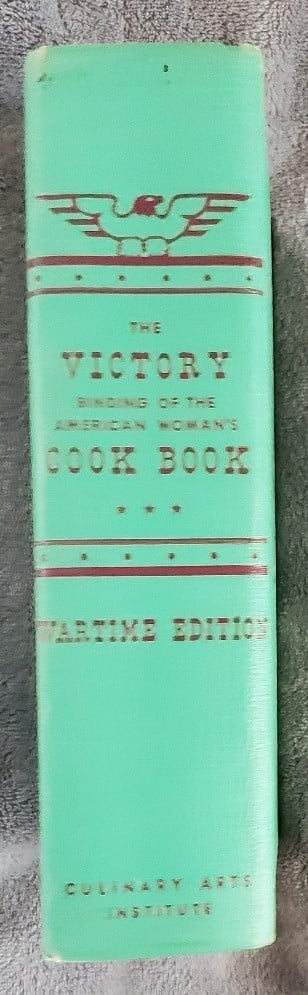 THE
VICTORY
BINDING OF THE
AMERICAN WOMAN'S
COOK BOOK
WARTIME EDITION
CULINARY ARTS
INSTITUTE